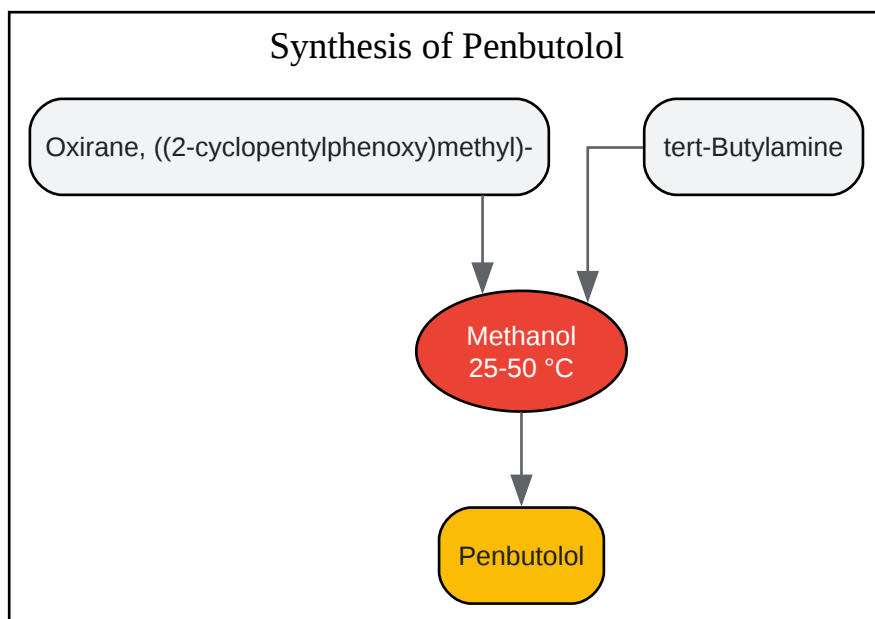 Synthesis of Penbutolol
Oxirane, ((2-cyclopentylphenoxy)methyl)-
tert-Butylamine
Methanol
25-50 °C
Penbutolol